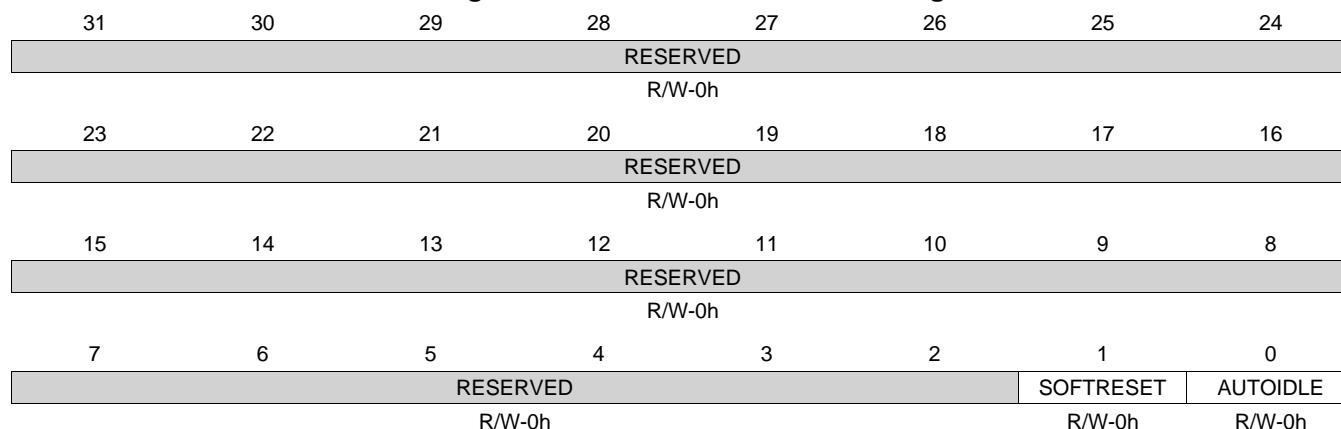 31 30 29 28 27 26 25 24
RESERVED
R/W-0h
23 22 21 20 19 18 17 16
RESERVED
R/W-0h
15 14 13 12 11 10 9 8
RESERVED
R/W-0h
7 6 5 4 3 2 1 0
RESERVED SOFTRESET AUTOIDLE
R/W-0h R/W-0h R/W-0h